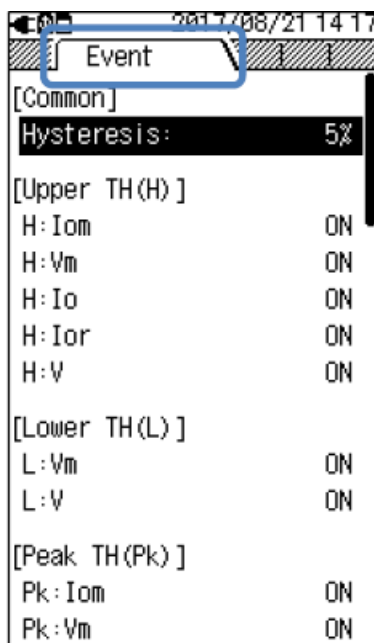 2017/08/21 14:17
Event
[Common]
Hysteresis: 5%
[Upper TH(H)]
H:Iom ON
H:Vm ON
H:Io ON
H:Ior ON
H:V ON
[Lower TH(L)]
L:Vm ON
L:V ON
[Peak TH(Pk)]
Pk:Iom ON
Pk:Vm ON